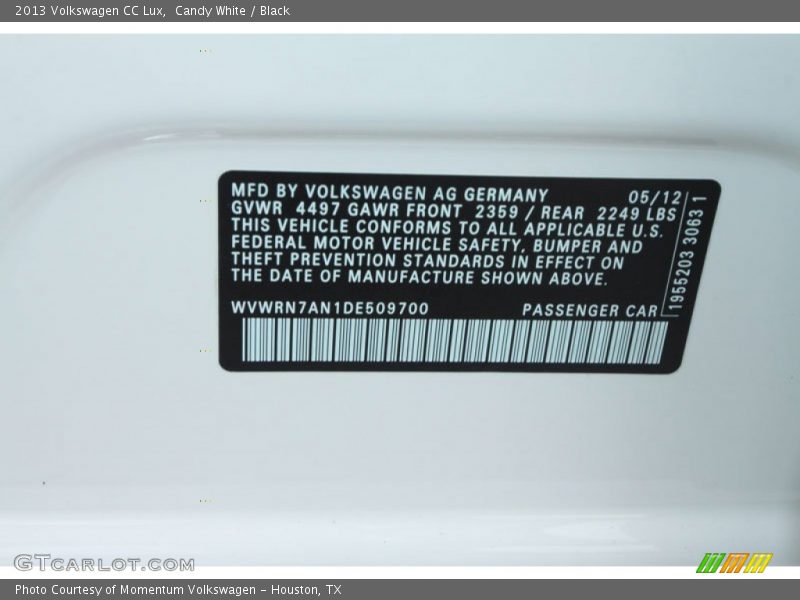 2013 Volkswagen CC Lux,  Candy White / Black
MFD BY VOLKSWAGEN AG GERMANY 05/12
GVWR 4497 GAWR FRONT 2359 / REAR 2249 LBS
THIS VEHICLE CONFORMS TO ALL APPLICABLE U.S.
FEDERAL MOTOR VEHICLE SAFETY, BUMPER AND
THEFT PREVENTION STANDARDS IN EFFECT ON
THE DATE OF MANUFACTURE SHOWN ABOVE.
WVWRN7AN1DE509700 PASSENGER CAR
1955203 3063 1
GTCARLOT.COM
Photo Courtesy of Momentum Volkswagen - Houston, TX